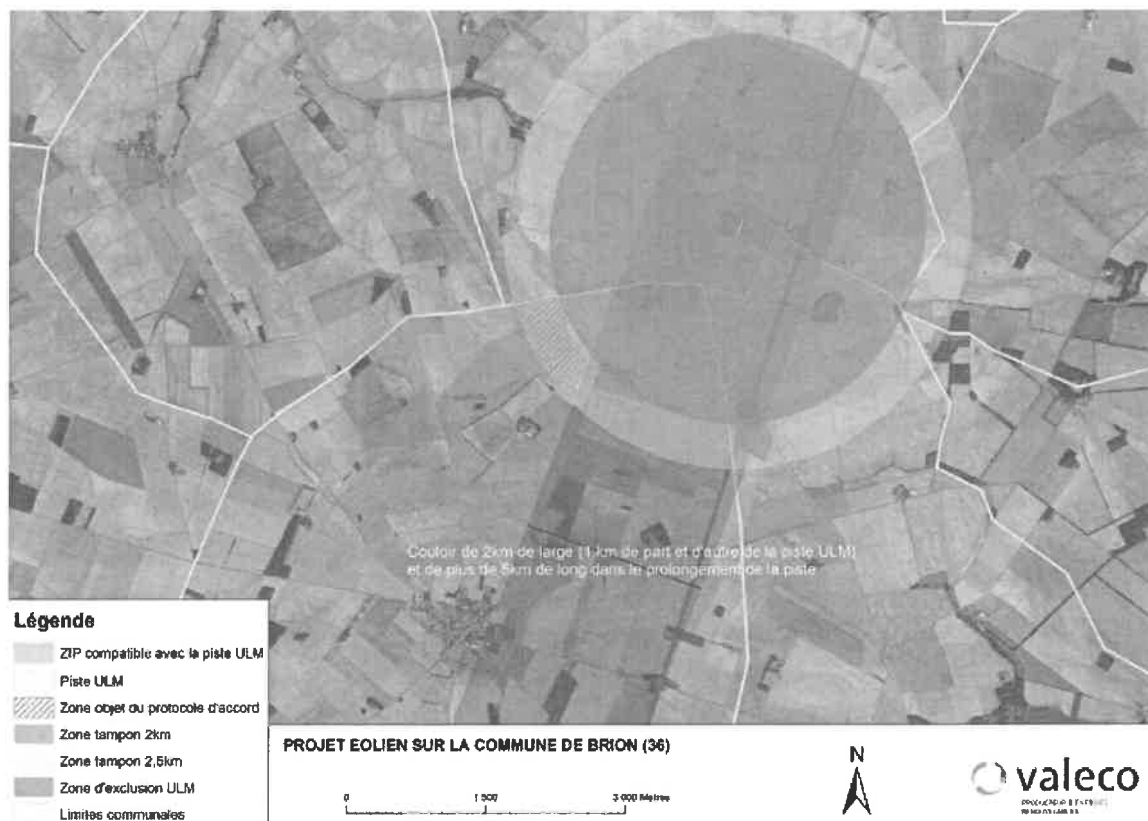 Couloir de 2km de large (1 km de part et d'autre de la piste ULM)
et de plus de 5km de long dans le prolongement de la piste
Légende
ZIP compatible avec la piste ULM
Piste ULM
Zone objet du protocole d'accord
Zone tampon 2km
Zone tampon 2,5km
Zone d'exclusion ULM
Limites communales
PROJET EOLIEN SUR LA COMMUNE DE BRION (36)
0 1 500 3 000 Mètres
N
valeco